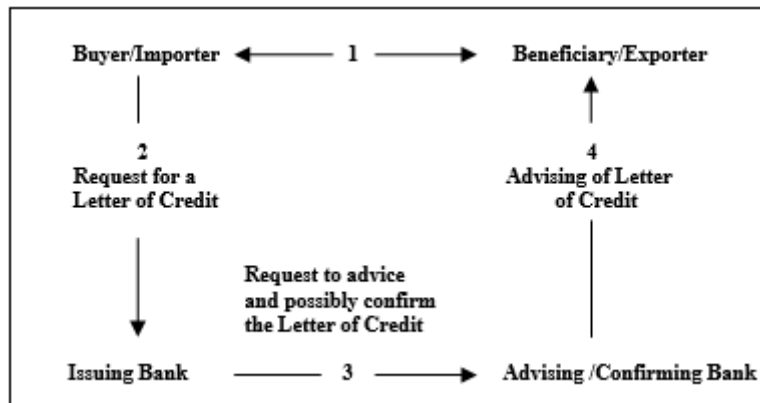 Buyer/Importer 1 Beneficiary/Exporter
2
Request for a
Letter of Credit
4
Advising of Letter
of Credit
Request to advice
and possibly confirm
the Letter of Credit
Issuing Bank 3 Advising /Confirming Bank